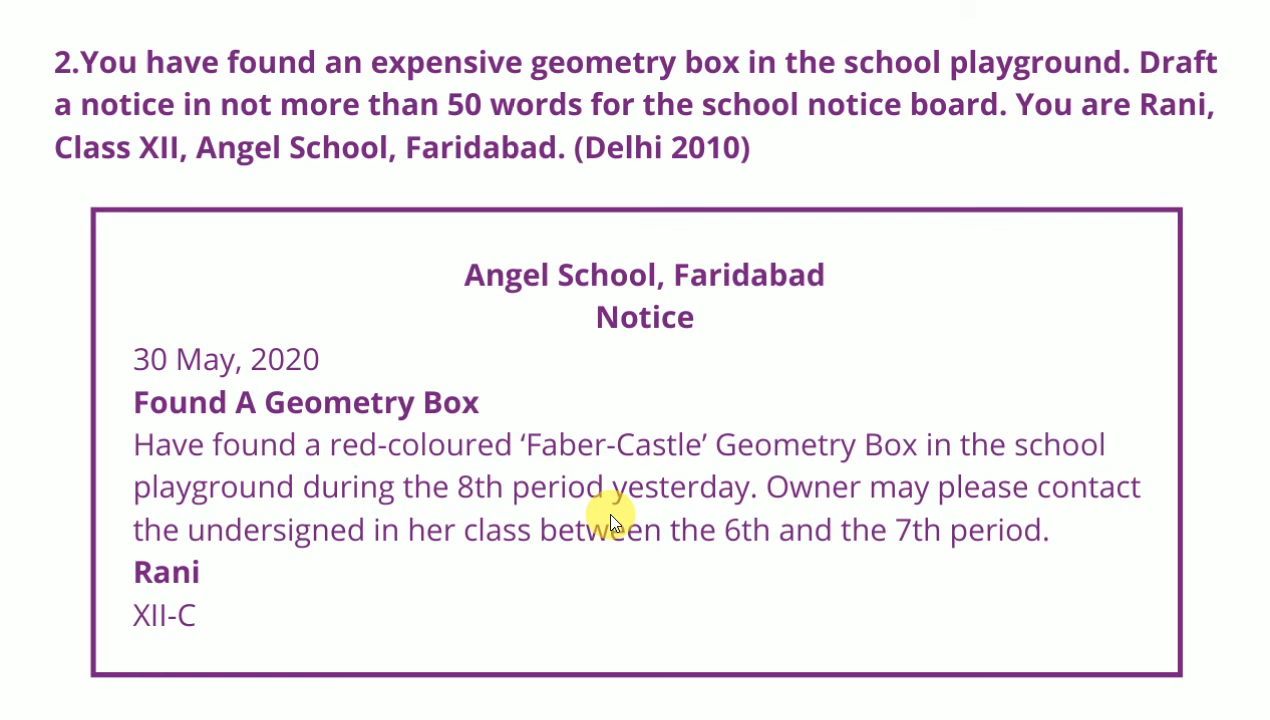 2.You have found an expensive geometry box in the school playground. Draft
a notice in not more than 50 words for the school notice board. You are Rani,
Class XII, Angel School, Faridabad. (Delhi 2010)
Angel School, Faridabad
Notice
30 May, 2020
Found A Geometry Box
Have found a red-coloured ‘Faber-Castle’ Geometry Box in the school
playground during the 8th period yesterday. Owner may please contact
the undersigned in her class between the 6th and the 7th period.
Rani
XII-C